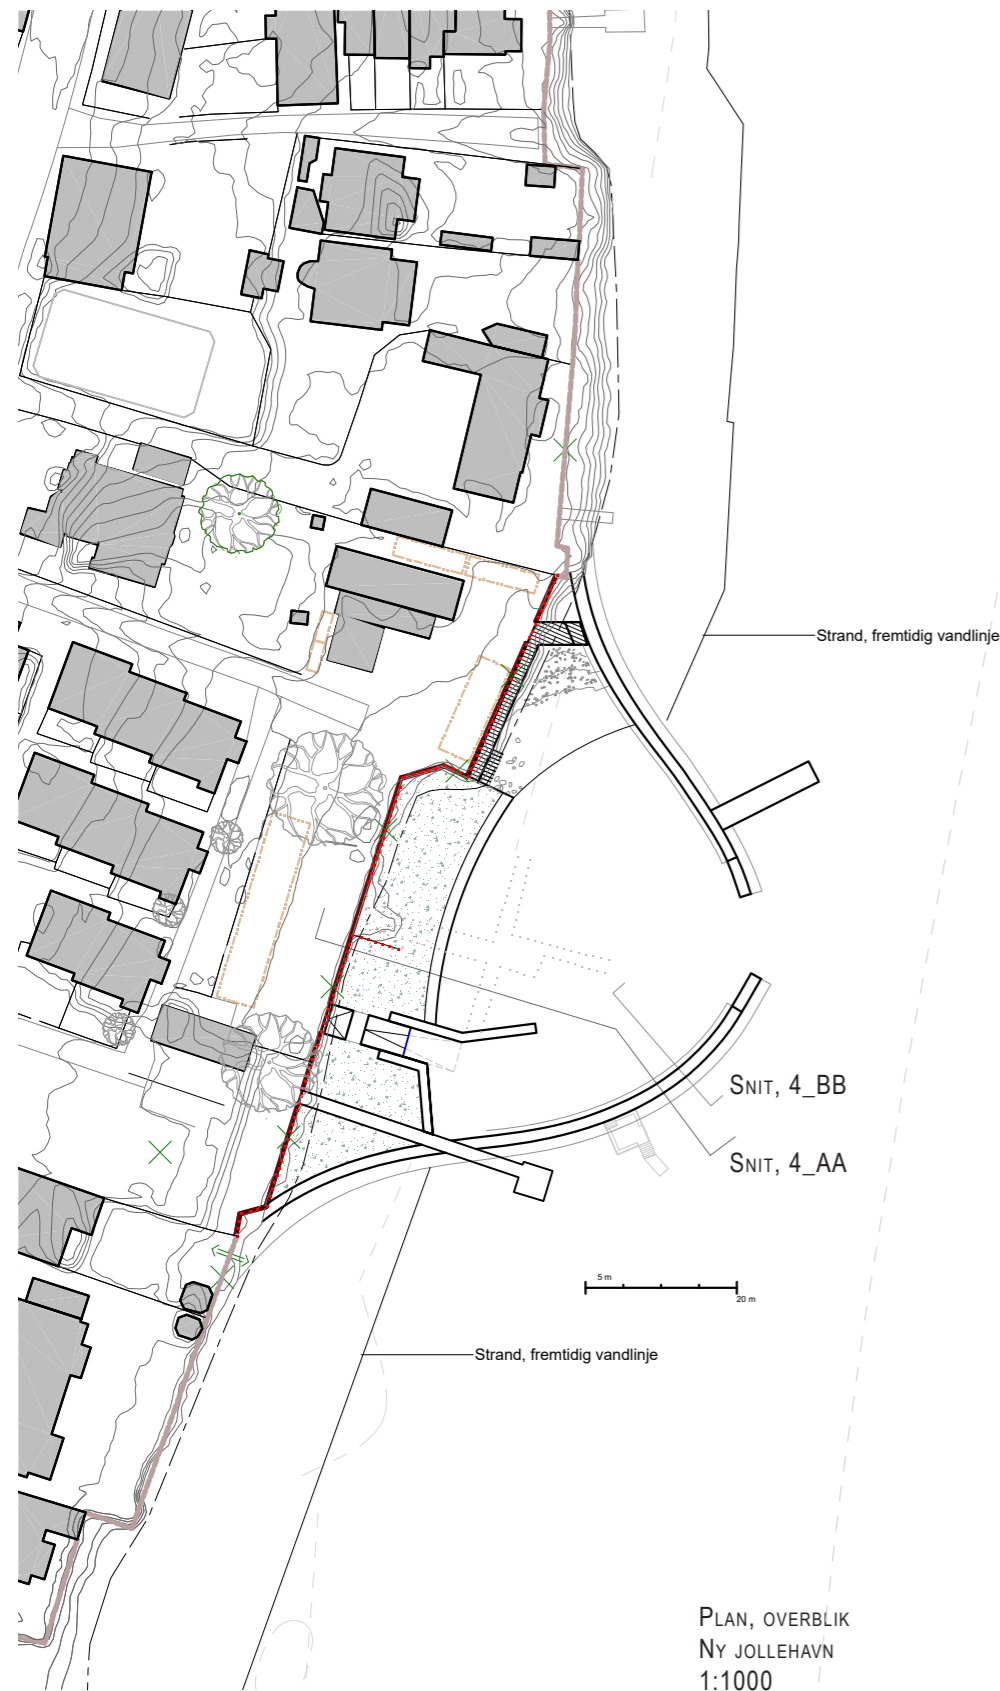 Strand, fremtidig vandlinje
Snit, 4_BB
Snit, 4_AA
5 m
20 m
Strand, fremtidig vandlinje
Plan, overblik
Ny jollehavn
1:1000